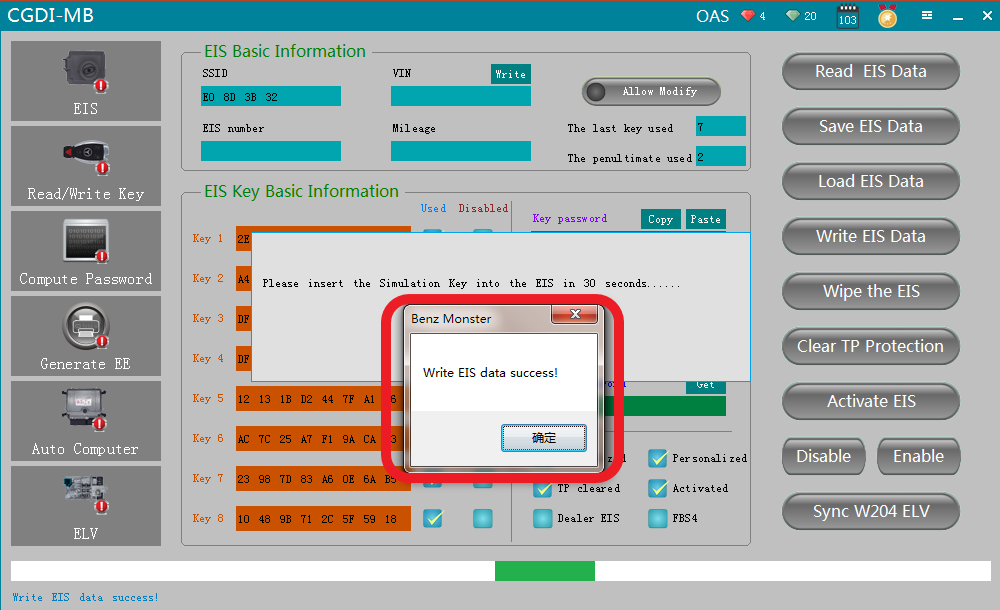 CGDI-MB
OAS 4 20 103
EIS
Read/Write Key
Compute Password
Generate EE
Auto Computer
ELV
EIS Basic Information
SSID
VIN
Write
E0 8D 3B 32
Allow Modify
EIS number
Mileage
The last key used 7
The penultimate used 2
EIS Key Basic Information
Used Disabled
Key password Copy Paste
Key 1 2E
Key 2 A4
Key 3 DF
Key 4 DF
Please insert the Simulation Key into the EIS in 30 seconds......
Benz Monster
Write EIS data success!
确定
Get
Key 5 12 13 1B D2 44 7F A1
Key 6 AC 7C 25 A7 F1 9A CA
Key 7 23 98 7D 83 A6 0E 6A B5
Key 8 10 48 9B 71 2C 5F 59 18
Personalized
TP cleared Activated
Dealer EIS FBS4
Read EIS Data
Save EIS Data
Load EIS Data
Write EIS Data
Wipe the EIS
Clear TP Protection
Activate EIS
Disable Enable
Sync W204 ELV
Write EIS data success!